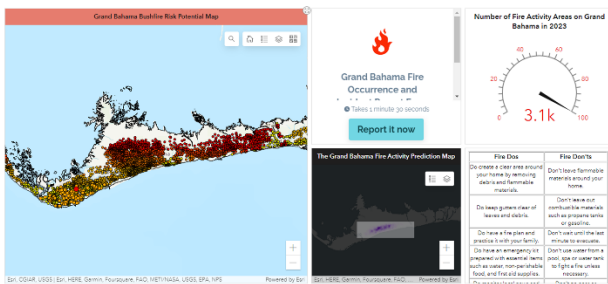 Grand Bahama Bushfire Risk Potential Map
Esri, CGIAR, USGS | Esri, HERE, Garmin, Foursquare, FAO, METI/NASA, USGS, EPA, NPS
Powered by Esri
Grand Bahama Fire
Occurrence and
Takes 1 minute 30 seconds
Report it now
The Grand Bahama Fire Activity Prediction Map
Esri, HERE, Garmin, Foursquare, FAO, ...
Powered by Esri
Number of Fire Activity Areas on Grand
Bahama in 2023
40
60
20
80
0
100
3.1k
Fire Dos
Fire Don'ts
Do create a clear area around
your home by removing
debris and flammable
materials.
Don't leave flammable
materials around your
home.
Do keep gutters clear of
leaves and debris.
Don't leave out
combustible materials
such as propane tanks
or gasoline.
Do have a fire plan and
practice it with your family.
Don't wait until the last
minute to evacuate.
Do have an emergency kit
prepared with essential items
such as water, non-perishable
food, and first aid supplies.
Don't use water from a
pool, spa or water tank
to fight a fire unless
necessary.